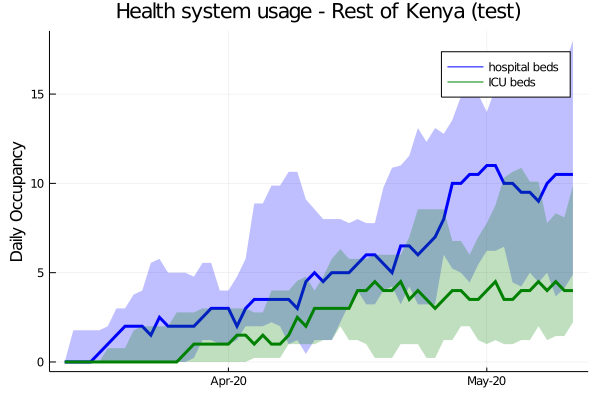 Health system usage - Rest of Kenya (test)
hospital beds
ICU beds
Daily Occupancy
15
10
5
0
Apr-20
May-20